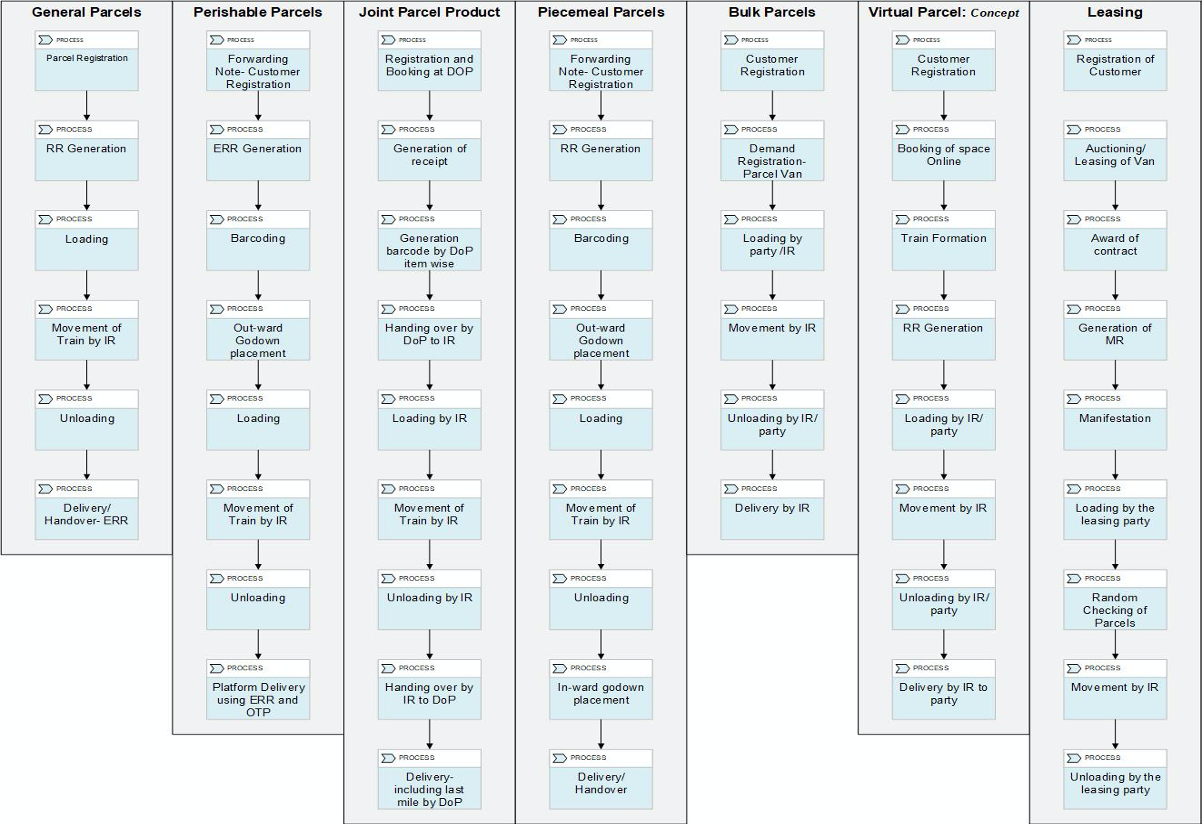 General Parcels
PROCESS
Parcel Registration
PROCESS
RR Generation
PROCESS
Loading
PROCESS
Movement of
Train by IR
PROCESS
Unloading
PROCESS
Delivery/
Handover- ERR
Perishable Parcels
PROCESS
Forwarding
Note- Customer
Registration
PROCESS
ERR Generation
PROCESS
Barcoding
PROCESS
Out-ward
Godown
placement
PROCESS
Loading
PROCESS
Movement of
Train by IR
PROCESS
Unloading
PROCESS
Platform Delivery
using ERR and
OTP
Joint Parcel Product
PROCESS
Registration and
Booking at DOP
PROCESS
Generation of
receipt
PROCESS
Generation
barcode by DoP
item wise
PROCESS
Handing over by
DoP to IR
PROCESS
Loading by IR
PROCESS
Movement of
Train by IR
PROCESS
Unloading by IR
PROCESS
Handing over by
IR to DoP
PROCESS
Delivery-
including last
mile by DoP
Piecemeal Parcels
PROCESS
Forwarding
Note- Customer
Registration
PROCESS
RR Generation
PROCESS
Barcoding
PROCESS
Out-ward
Godown
placement
PROCESS
Loading
PROCESS
Movement of
Train by IR
PROCESS
Unloading
PROCESS
In-ward godown
placement
PROCESS
Delivery/
Handover
Bulk Parcels
PROCESS
Customer
Registration
PROCESS
Demand
Registration-
Parcel Van
PROCESS
Loading by
party /IR
PROCESS
Movement by IR
PROCESS
Unloading by IR/
party
PROCESS
Delivery by IR
Virtual Parcel: Concept
PROCESS
Customer
Registration
PROCESS
Booking of space
Online
PROCESS
Train Formation
PROCESS
RR Generation
PROCESS
Loading by IR/
party
PROCESS
Movement by IR
PROCESS
Unloading by IR/
party
PROCESS
Delivery by IR to
party
Leasing
PROCESS
Registration of
Customer
PROCESS
Auctioning/
Leasing of Van
PROCESS
Award of
contract
PROCESS
Generation of
MR
PROCESS
Manifestation
PROCESS
Loading by the
leasing party
PROCESS
Random
Checking of
Parcels
PROCESS
Movement by IR
PROCESS
Unloading by the
leasing party